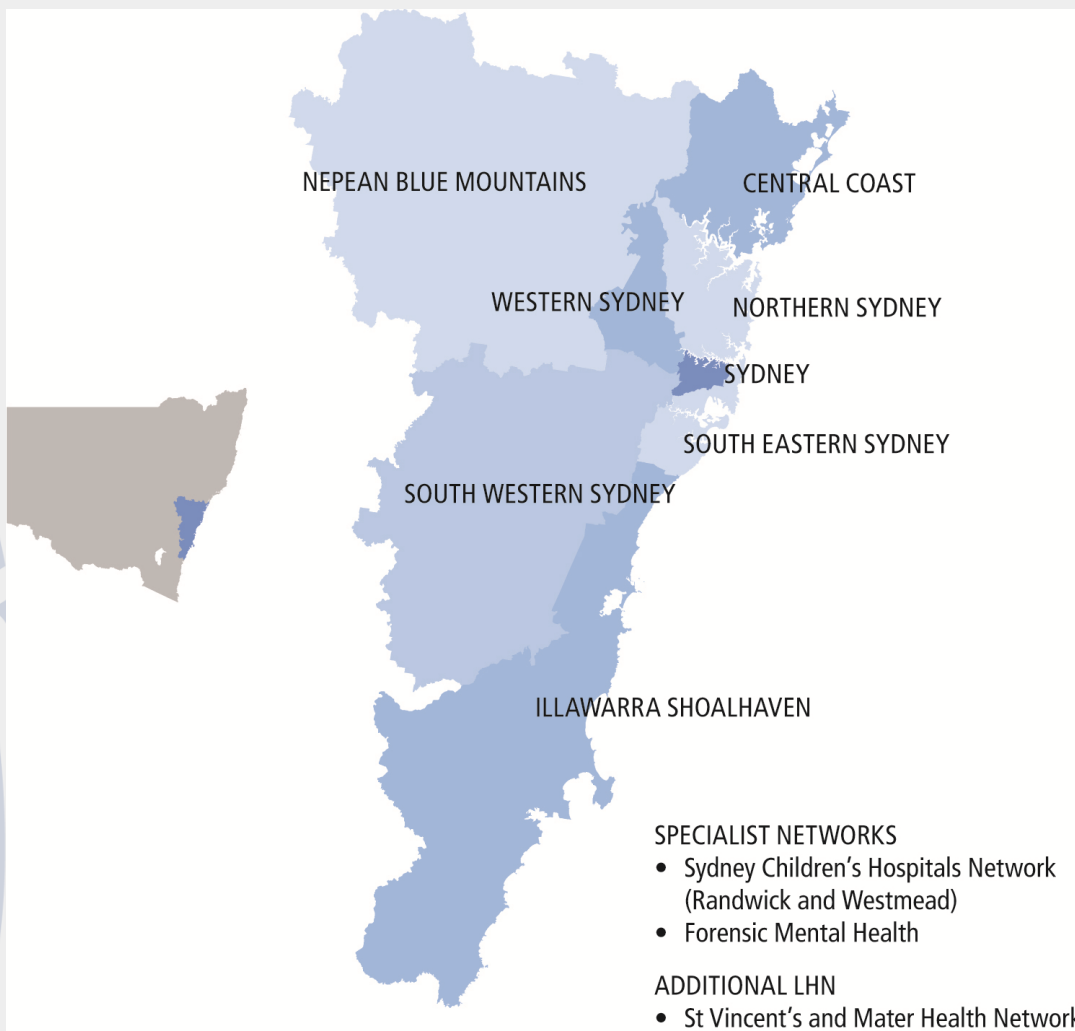 NEPEAN BLUE MOUNTAINS
CENTRAL COAST
WESTERN SYDNEY
NORTHERN SYDNEY
SYDNEY
SOUTH EASTERN SYDNEY
SOUTH WESTERN SYDNEY
ILLAWARRA SHOALHAVEN
SPECIALIST NETWORKS
• Sydney Children's Hospitals Network
(Randwick and Westmead)
• Forensic Mental Health
ADDITIONAL LHN
• St Vincent's and Mater Health Network